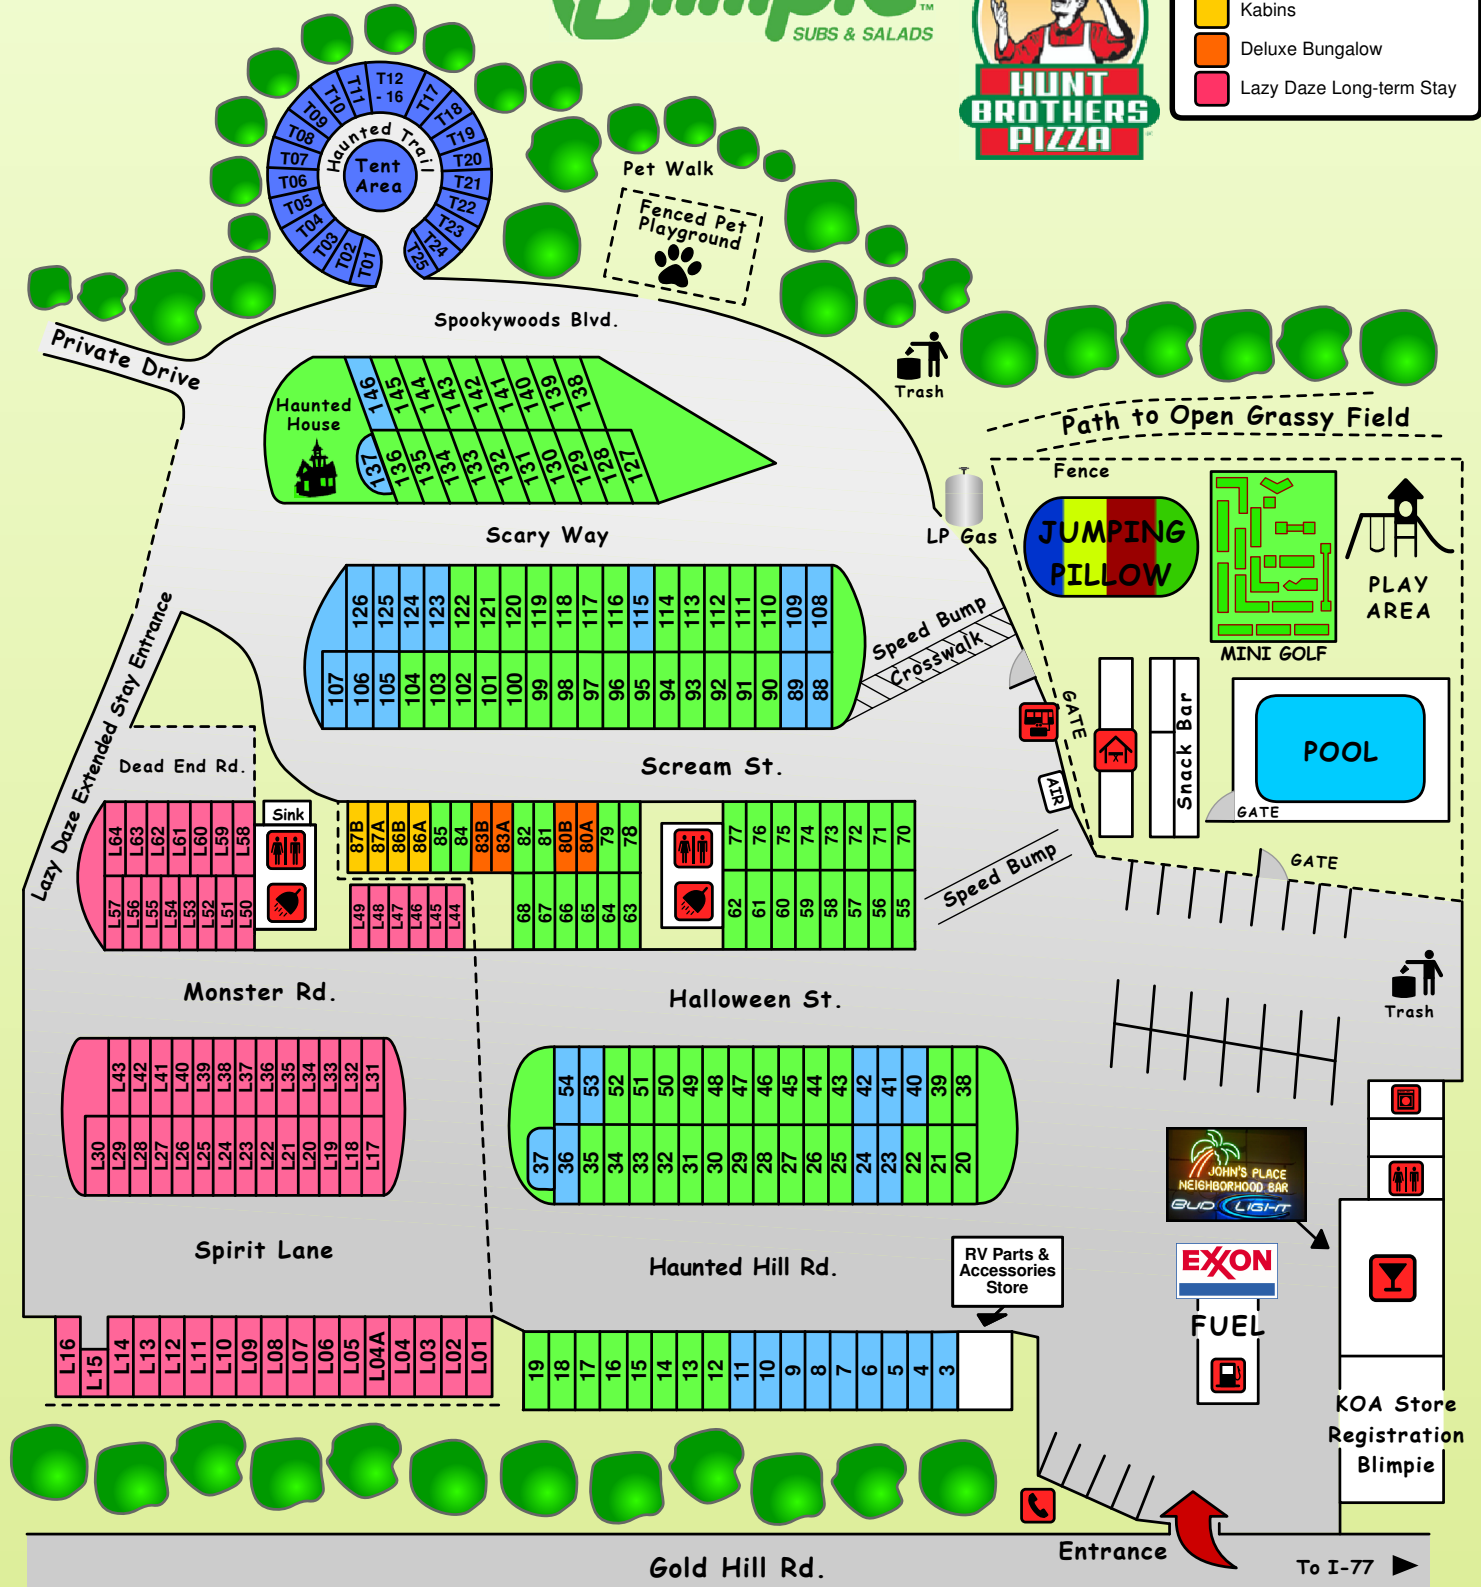 Blimpie™
SUBS & SALADS
HUNT
BROTHERS
PIZZA
Kabins
Deluxe Bungalow
Lazy Daze Long-term Stay
T12
- 16
T11
T10
T09
T08
T07
T06
T05
T04
T03
T02
T01
T17
T18
T19
T20
T21
T22
T23
T24
T25
Haunted Trail
Tent
Area
Pet Walk
Fenced Pet
Playground
Spookywoods Blvd.
Private Drive
Trash
Path to Open Grassy Field
Haunted
House
146 145 144 143 142 141 140 139 138
137 136 135 134 133 132 131 130 129 128 127
Fence
LP Gas
JUMPING
PILLOW
PLAY
AREA
MINI GOLF
Scary Way
126 125 124 123 122 121 120 119 118 117 116 115 114 113 112 111 110 109 108
107 106 105 104 103 102 101 100 99 98 97 96 95 94 93 92 91 90 89 88
Speed Bump
Crosswalk
Lazy Daze Extended Stay Entrance
GATE
Snack Bar
POOL
GATE
AIR
Dead End Rd.
Scream St.
Sink
L64 L63 L62 L61 L60 L59 L58
L57 L56 L55 L54 L53 L52 L51 L50
87B 87A 86B 86A 85 84 83B 83A 82 81 80B 80A 79 78
77 76 75 74 73 72 71 70
L49 L48 L47 L46 L45 L44
68 67 66 65 64 63
62 61 60 59 58 57 56 55
Speed Bump
GATE
Monster Rd.
Halloween St.
Trash
L43 L42 L41 L40 L39 L38 L37 L36 L35 L34 L33 L32 L31
L30 L29 L28 L27 L26 L25 L24 L23 L22 L21 L20 L19 L18 L17
54 53 52 51 50 49 48 47 46 45 44 43 42 41 40 39 38
37 36 35 34 33 32 31 30 29 28 27 26 25 24 23 22 21 20
JOHN'S PLACE
NEIGHBORHOOD BAR
BUD LIGHT
Spirit Lane
Haunted Hill Rd.
RV Parts &
Accessories
Store
EXXON
FUEL
L16 L15 L14 L13 L12 L11 L10 L09 L08 L07 L06 L05 L04A L04 L03 L02 L01
19 18 17 16 15 14 13 12 11 10 9 8 7 6 5 4 3
KOA Store
Registration
Blimpie
Entrance
Gold Hill Rd.
To I-77